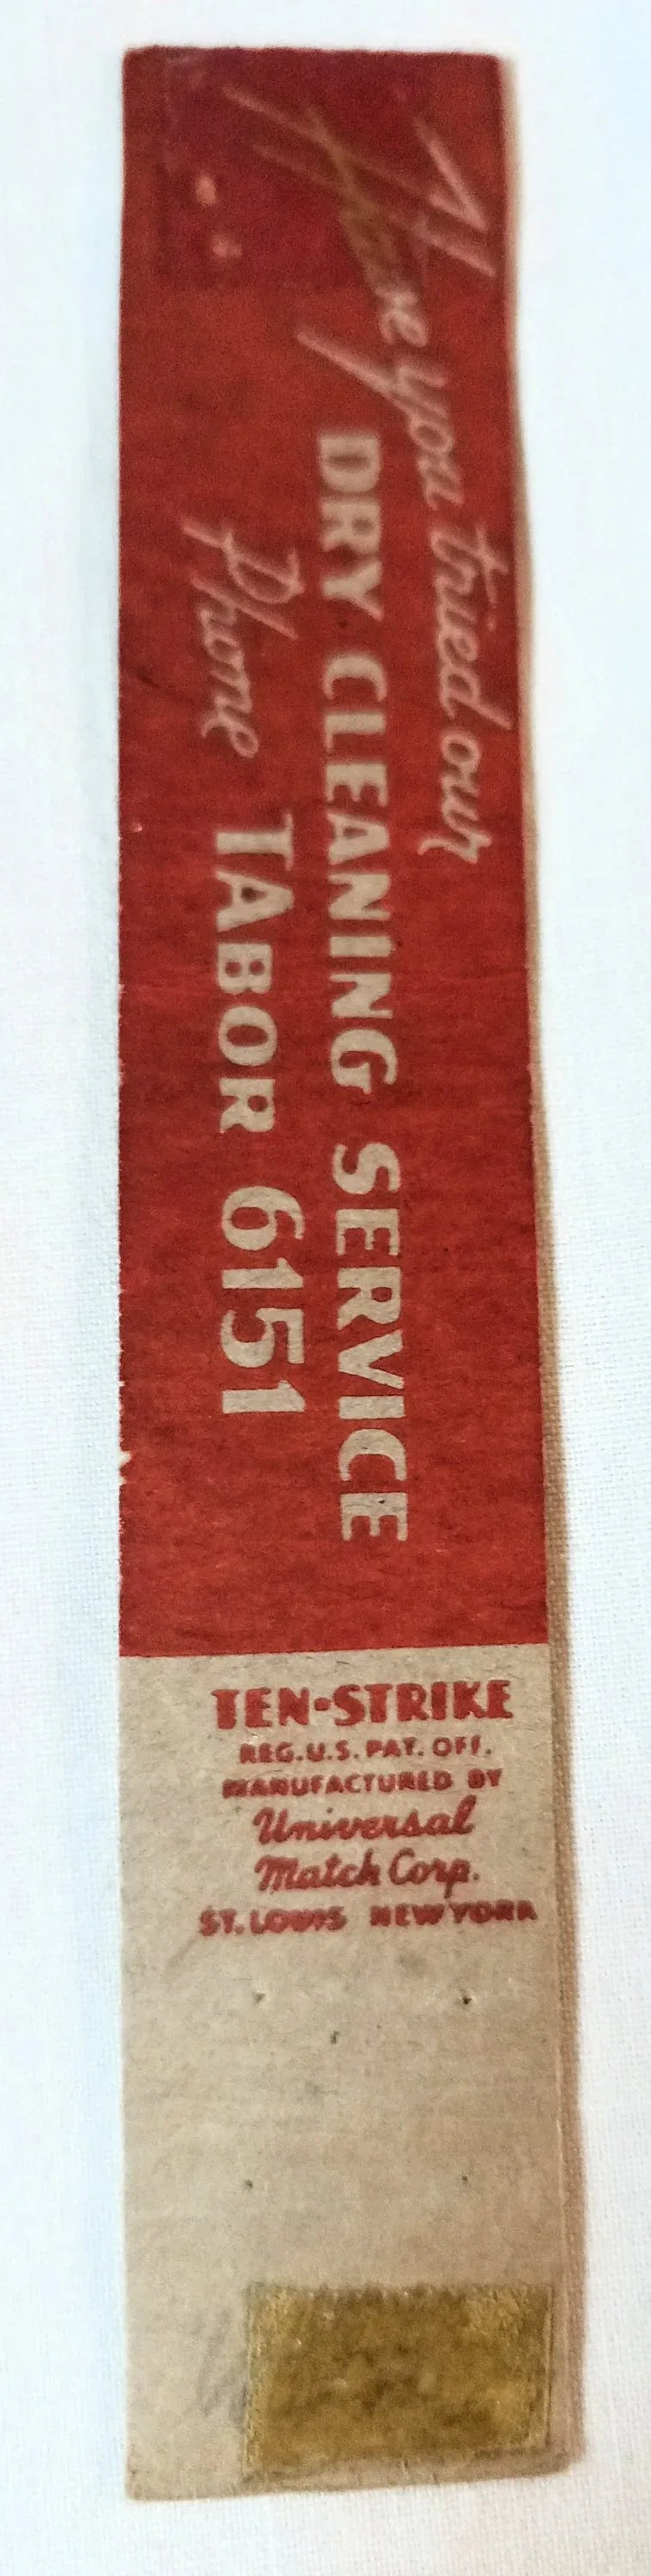 Have you tried our
DRY CLEANING SERVICE
Phone TABOR 6151
TEN-STRIKE
REG. U.S. PAT. OFF.
MANUFACTURED BY
Universal
Match Corp.
ST. LOUIS NEW YORK